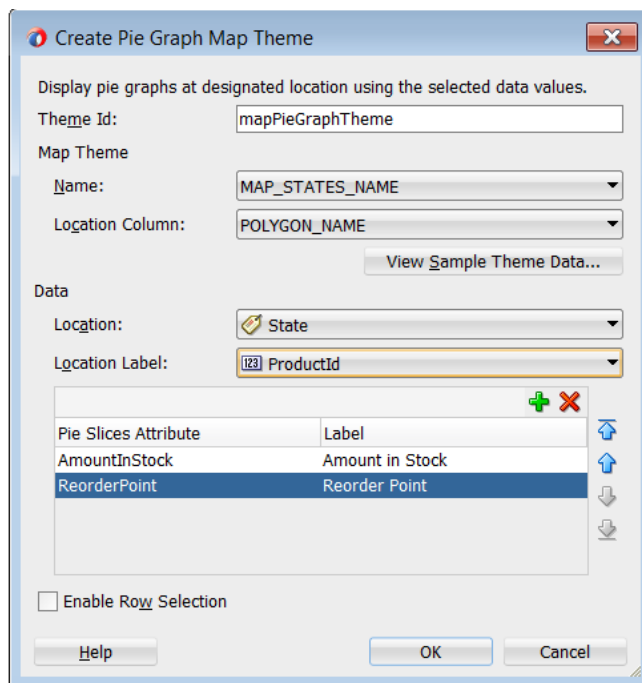 Create Pie Graph Map Theme
Display pie graphs at designated location using the selected data values.
Theme Id: mapPieGraphTheme
Map Theme
Name: MAP_STATES_NAME
Location Column: POLYGON_NAME
View Sample Theme Data...
Data
Location: State
Location Label: 123 ProductId
Pie Slices Attribute Label
AmountInStock Amount in Stock
ReorderPoint Reorder Point
Enable Row Selection
Help OK Cancel